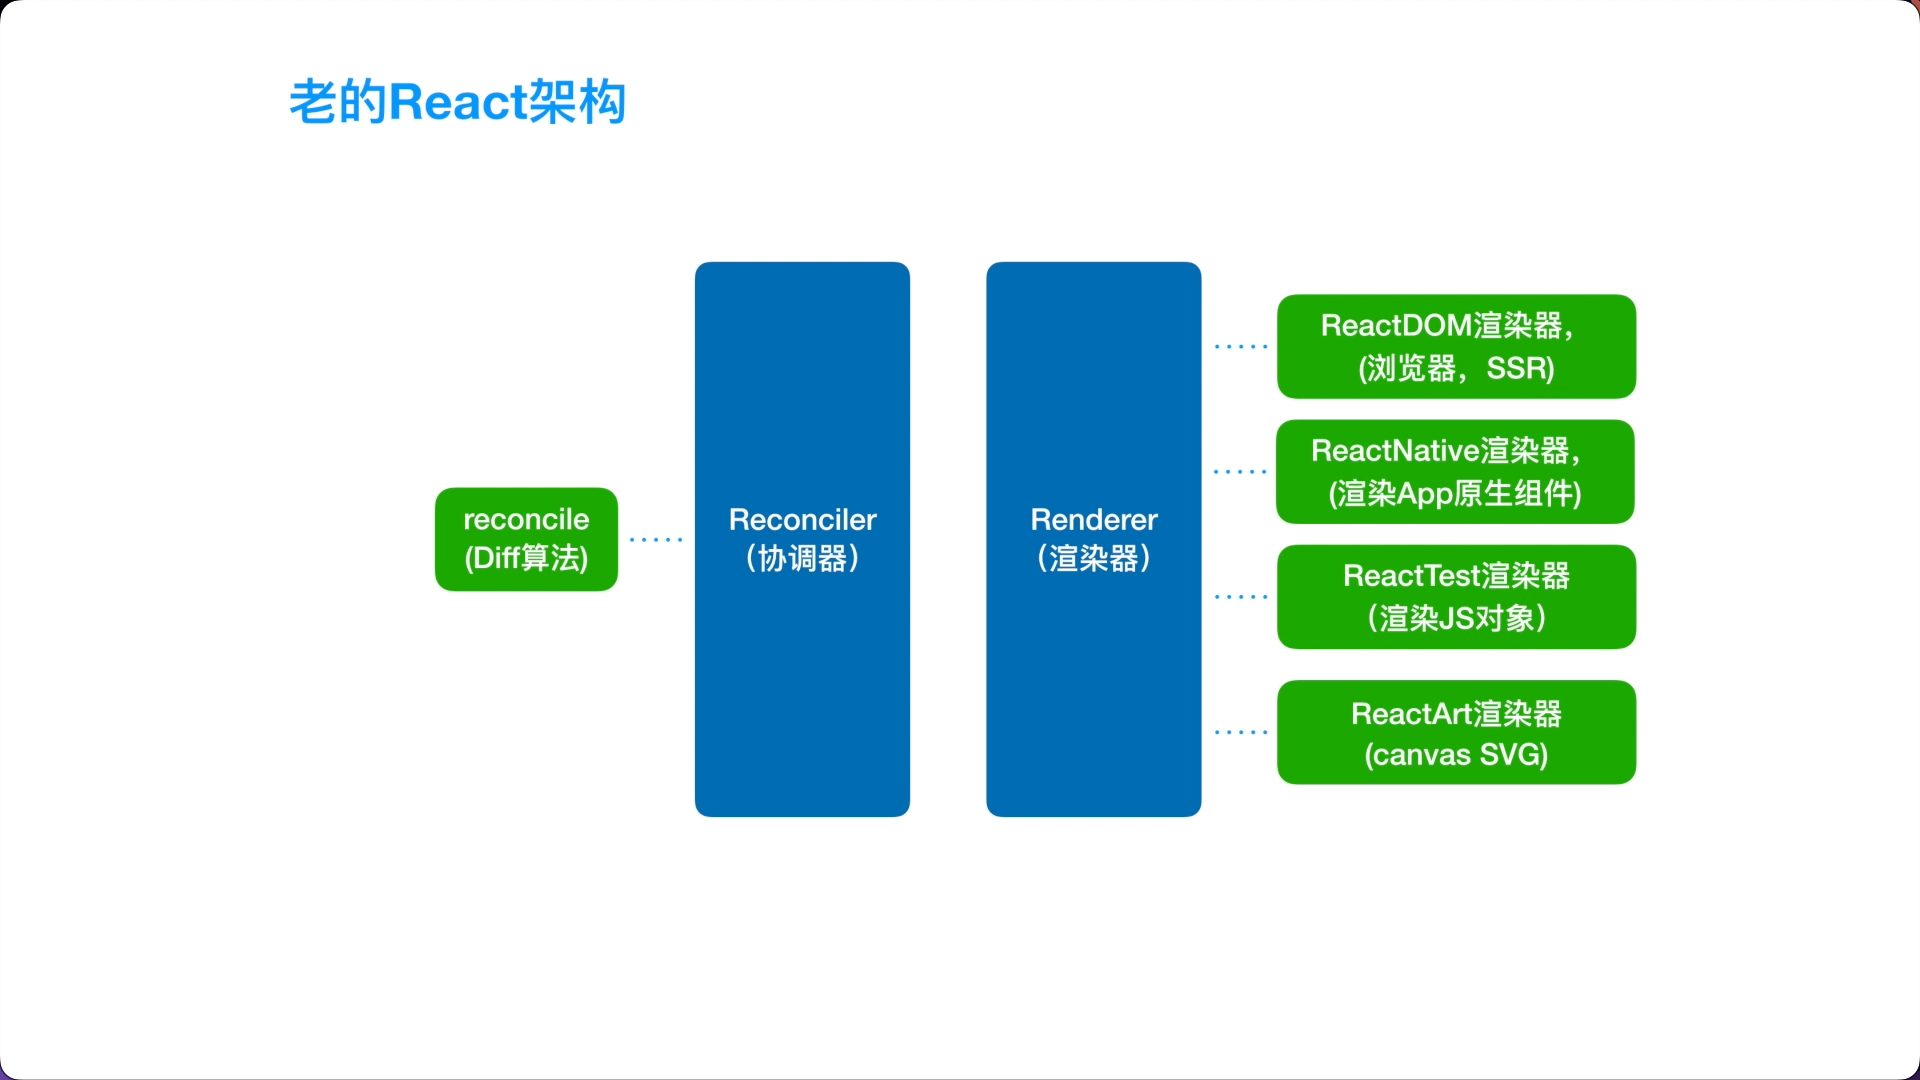 老的React架构
reconcile
(Diff算法)
Reconciler
（协调器）
Renderer
（渲染器）
ReactDOM渲染器，
(浏览器，SSR)
ReactNative渲染器，
(渲染App原生组件)
ReactTest渲染器
（渲染JS对象）
ReactArt渲染器
(canvas SVG)